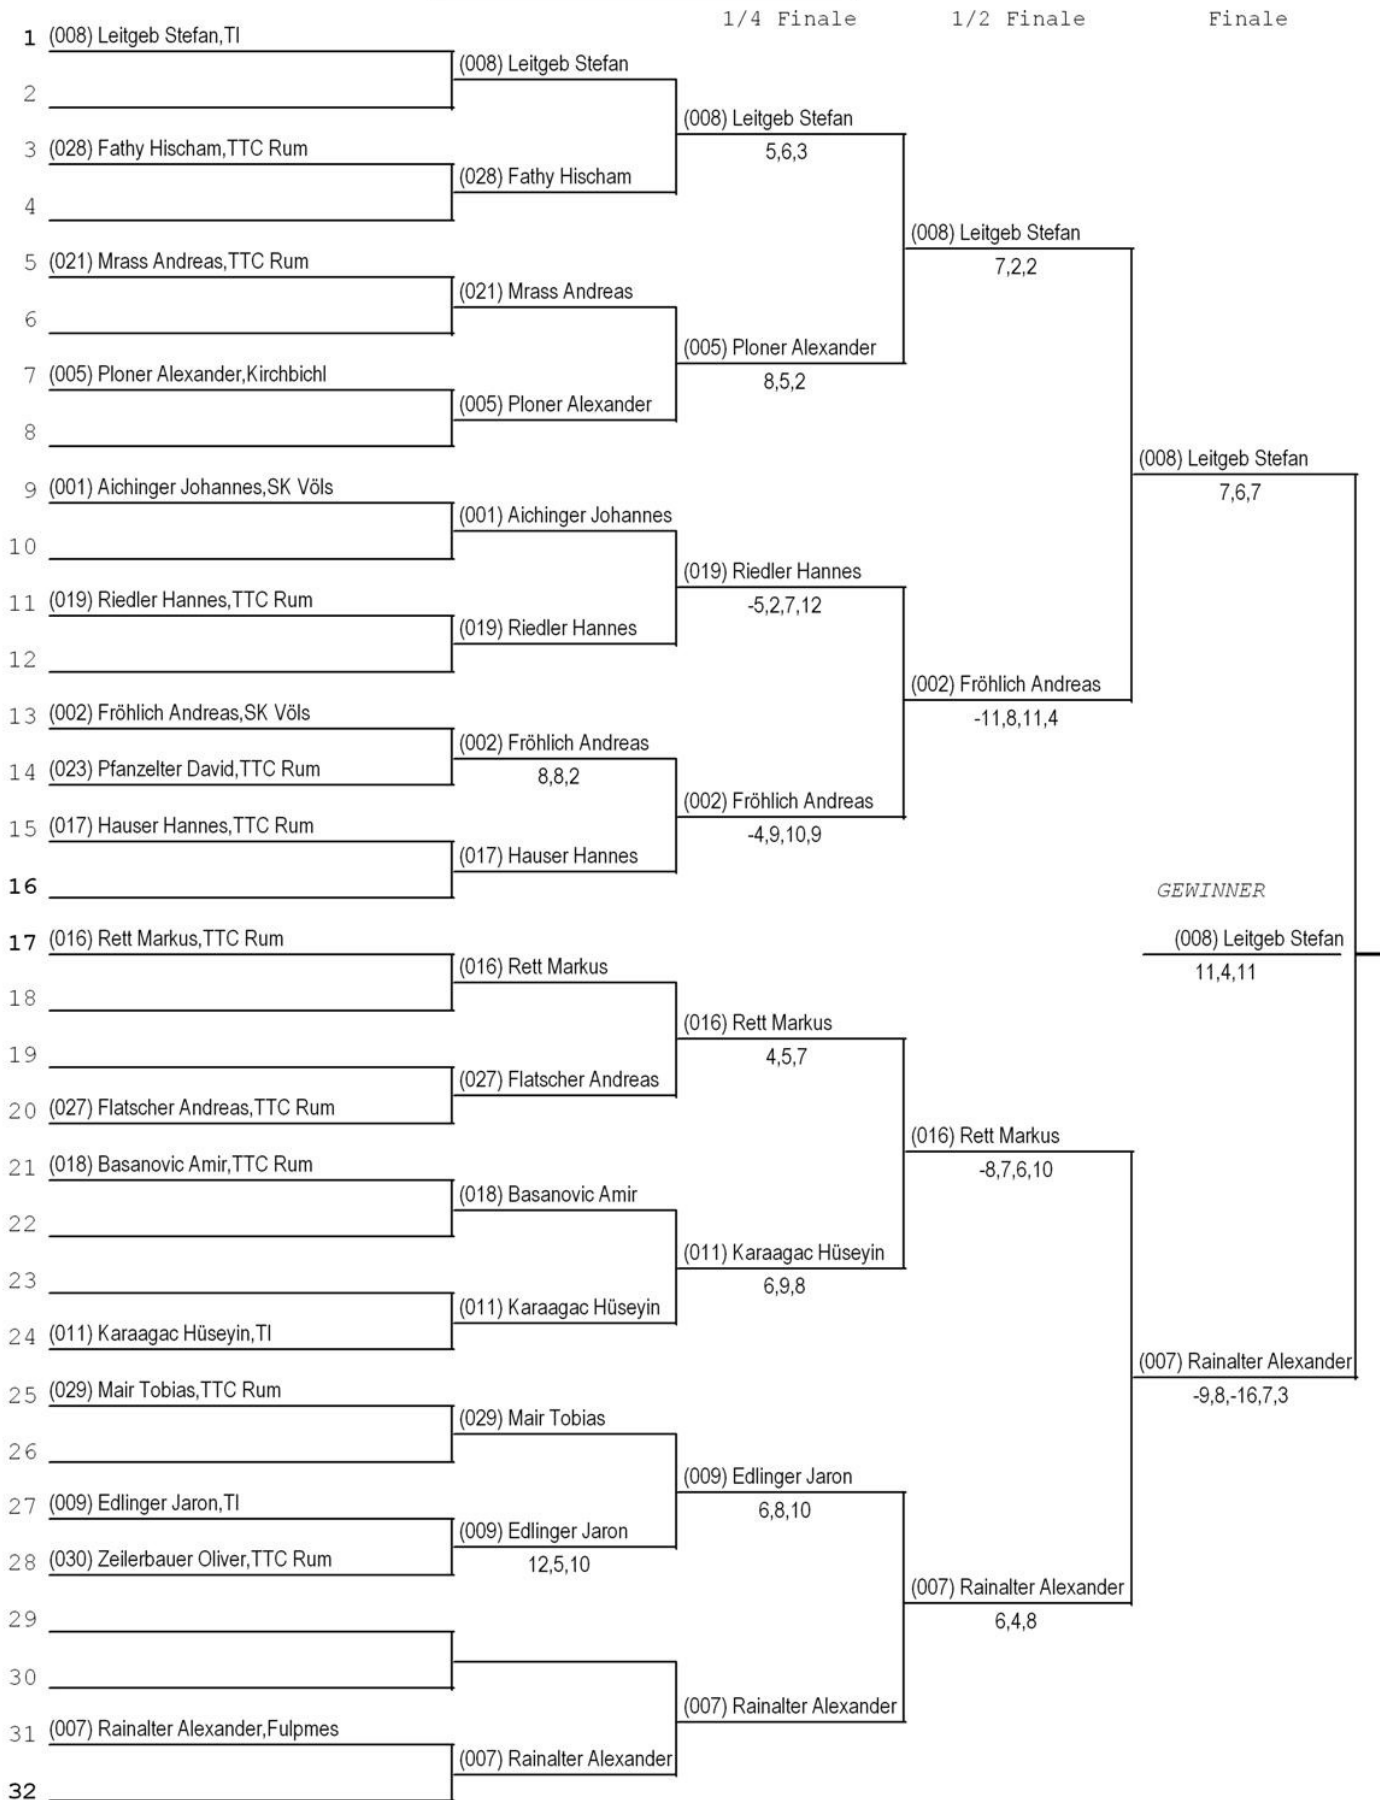 1/4 Finale 1/2 Finale Finale
1 (008) Leitgeb Stefan,TI
(008) Leitgeb Stefan
2
(008) Leitgeb Stefan
5,6,3
3 (028) Fathy Hischam,TTC Rum
(028) Fathy Hischam
4
(008) Leitgeb Stefan
7,2,2
5 (021) Mrass Andreas,TTC Rum
(021) Mrass Andreas
6
(005) Ploner Alexander
8,5,2
7 (005) Ploner Alexander,Kirchbichl
(005) Ploner Alexander
8
(008) Leitgeb Stefan
7,6,7
9 (001) Aichinger Johannes,SK Völs
(001) Aichinger Johannes
10
(019) Riedler Hannes
-5,2,7,12
11 (019) Riedler Hannes,TTC Rum
(019) Riedler Hannes
12
(002) Fröhlich Andreas
-11,8,11,4
13 (002) Fröhlich Andreas,SK Völs
(002) Fröhlich Andreas
8,8,2
14 (023) Pfanzelter David,TTC Rum
(002) Fröhlich Andreas
-4,9,10,9
15 (017) Hauser Hannes,TTC Rum
(017) Hauser Hannes
16
GEWINNER
(008) Leitgeb Stefan
11,4,11
17 (016) Rett Markus,TTC Rum
(016) Rett Markus
18
(016) Rett Markus
4,5,7
19
(027) Flatscher Andreas
20 (027) Flatscher Andreas,TTC Rum
(016) Rett Markus
-8,7,6,10
21 (018) Basanovic Amir,TTC Rum
(018) Basanovic Amir
22
(011) Karaagac Hüseyin
6,9,8
23
(011) Karaagac Hüseyin
24 (011) Karaagac Hüseyin,TI
(007) Rainalter Alexander
-9,8,-16,7,3
25 (029) Mair Tobias,TTC Rum
(029) Mair Tobias
26
(009) Edlinger Jaron
6,8,10
27 (009) Edlinger Jaron,TI
(009) Edlinger Jaron
12,5,10
28 (030) Zeilerbauer Oliver,TTC Rum
(007) Rainalter Alexander
6,4,8
29
30
(007) Rainalter Alexander
31 (007) Rainalter Alexander,Fulpmes
(007) Rainalter Alexander
32